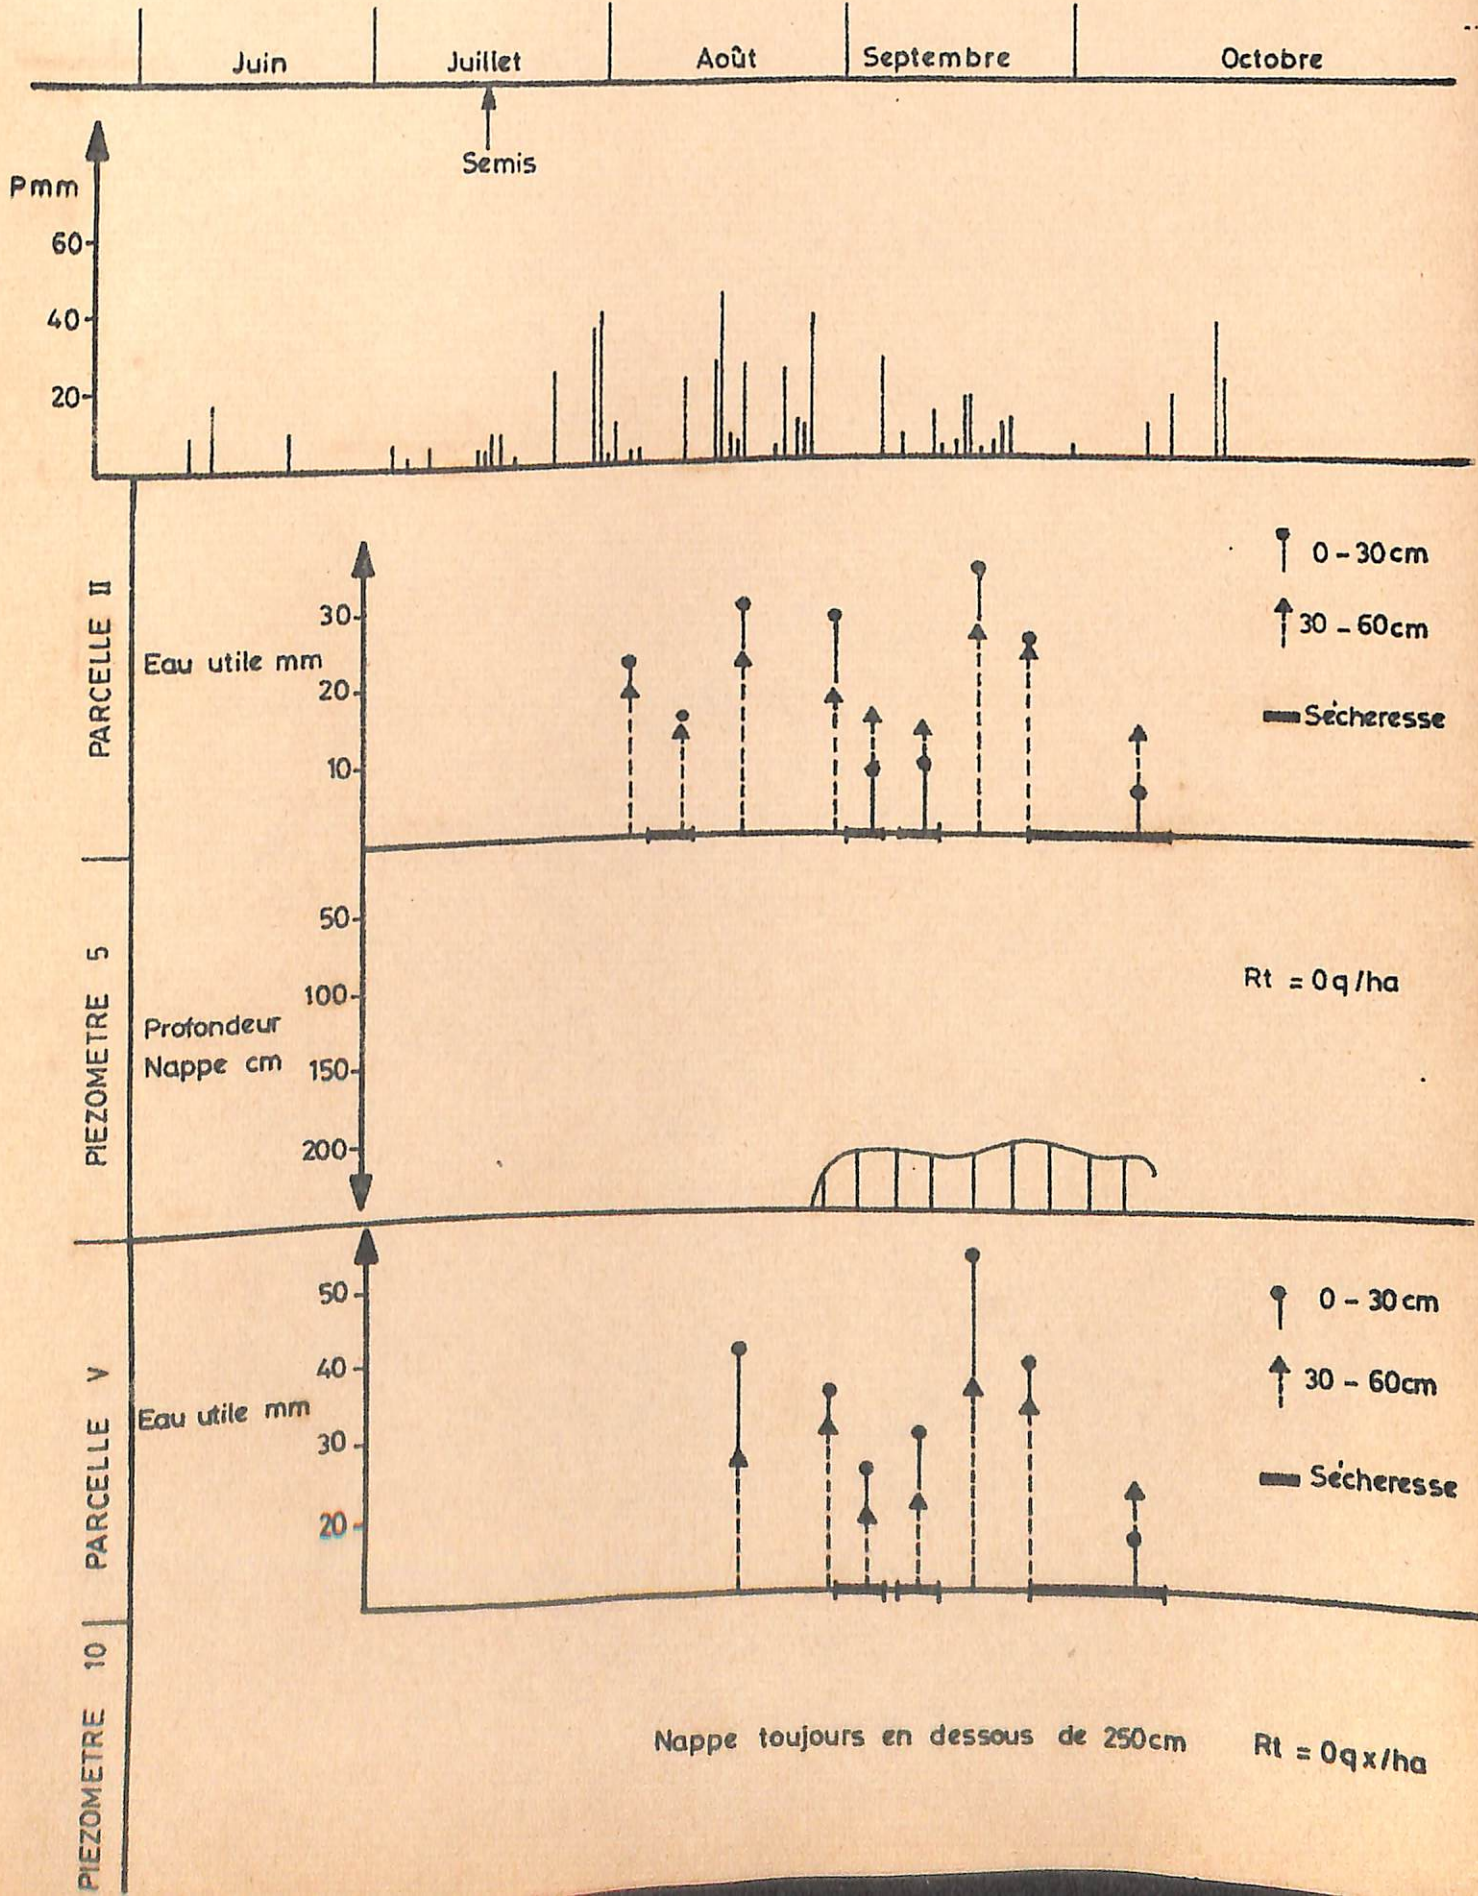 Juin
Juillet
Août
Septembre
Octobre
Semis
Pmm
60
40
20
PARCELLE II
Eau utile mm
30
20
10
0 - 30cm
30 - 60cm
Sécheresse
PIEZOMETRE 5
Profondeur
Nappe cm
50
100
150
200
Rt = 0q/ha
PARCELLE V
Eau utile mm
50
40
30
20
0 - 30cm
30 - 60cm
Sécheresse
PIEZOMETRE 10
Nappe toujours en dessous de 250cm
Rt = 0qx/ha